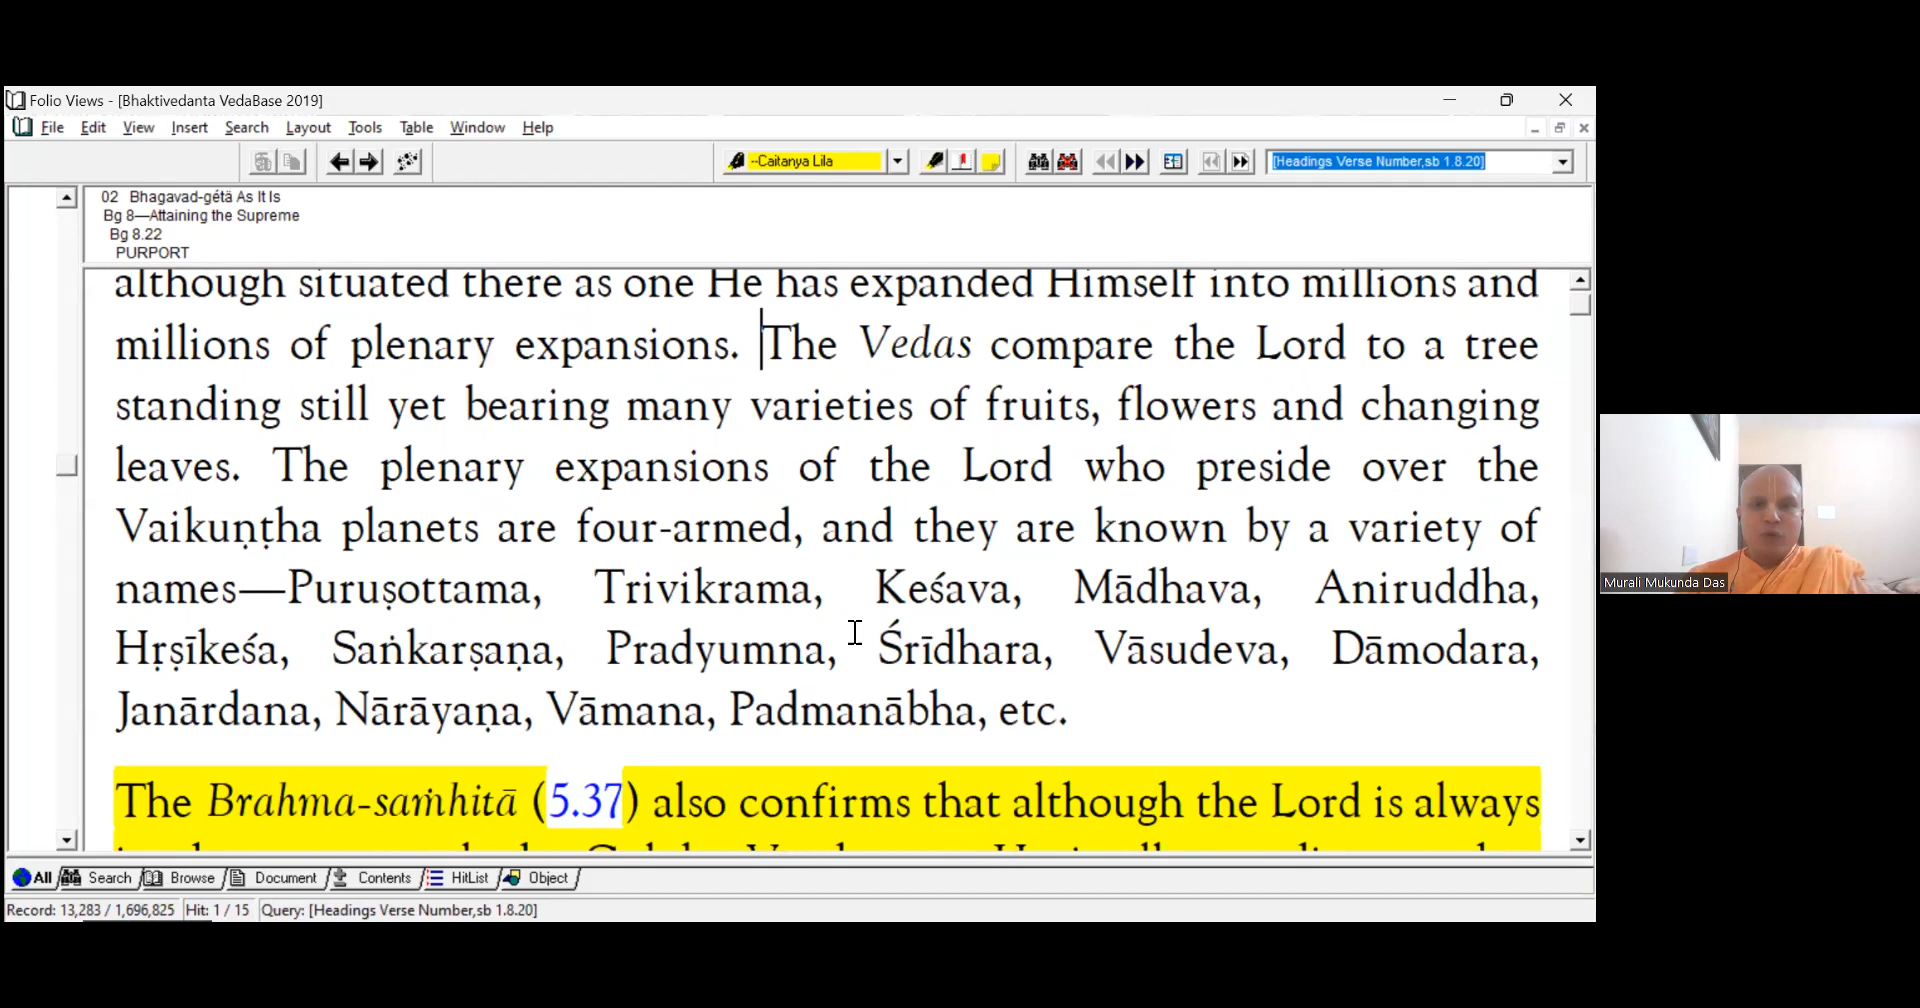 Folio Views - [Bhaktivedanta VedaBase 2019]
File Edit View Insert Search Layout Tools Table Window Help
--Caitanya Lila
[Headings Verse Number,sb 1.8.20]
02 Bhagavad-gétä As It Is
Bg 8—Attaining the Supreme
Bg 8.22
PURPORT
although situated there as one He has expanded Himself into millions and
millions of plenary expansions. The Vedas compare the Lord to a tree
standing still yet bearing many varieties of fruits, flowers and changing
leaves. The plenary expansions of the Lord who preside over the
Vaikuṇṭha planets are four-armed, and they are known by a variety of
names—Puruṣottama, Trivikrama, Keśava, Mādhava, Aniruddha,
Hṛṣīkeśa, Saṅkarṣaṇa, Pradyumna, Śrīdhara, Vāsudeva, Dāmodara,
Janārdana, Nārāyaṇa, Vāmana, Padmanābha, etc.
The Brahma-saṁhitā (5.37) also confirms that although the Lord is always
Murali Mukunda Das
All Search Browse Document Contents HitList Object
Record: 13,283 / 1,696,825 Hit: 1 / 15 Query: [Headings Verse Number,sb 1.8.20]